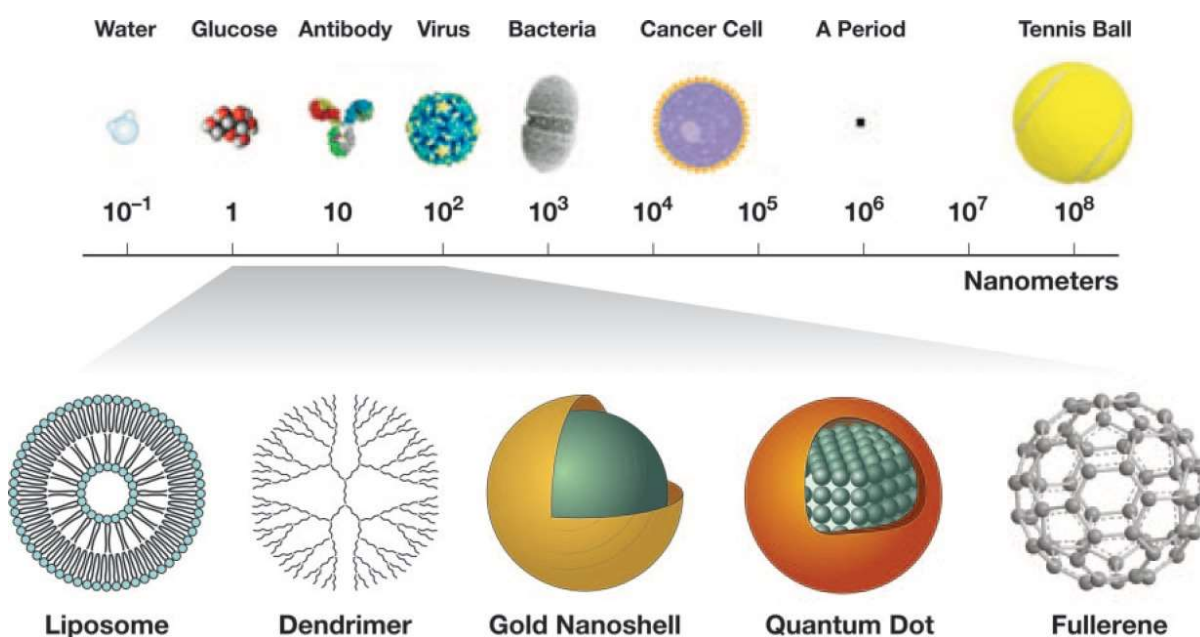 Water Glucose Antibody Virus Bacteria Cancer Cell A Period Tennis Ball
10⁻¹ 1 10 10² 10³ 10⁴ 10⁵ 10⁶ 10⁷ 10⁸
Nanometers
Liposome Dendrimer Gold Nanoshell Quantum Dot Fullerene